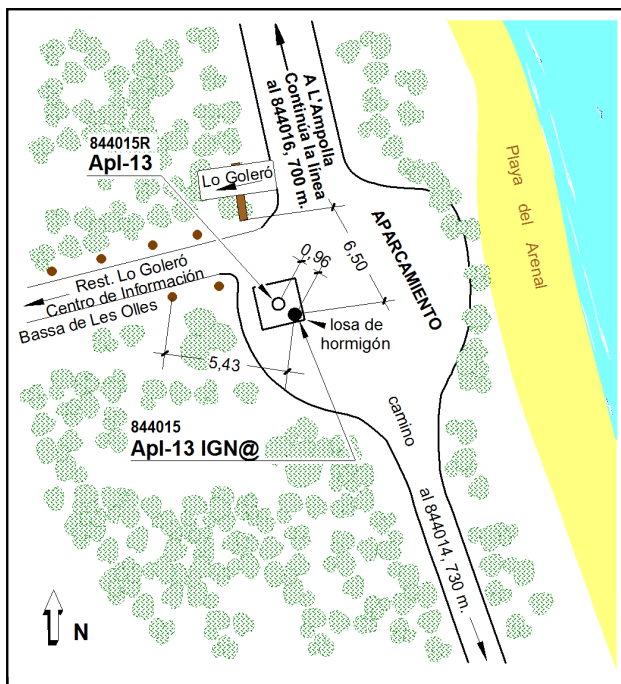 A L'Ampolla
Continúa la línea
al 844016, 700 m.
844015R
Apl-13
Lo Goleró
Playa del Arenal
APARCAMIENTO
0,96
6,50
Rest. Lo Goleró
Centro de Información
Bassa de Les Olles
losa de
hormigón
5,43
camino
844015
Apl-13 IGN@
al 844014, 730 m.
N